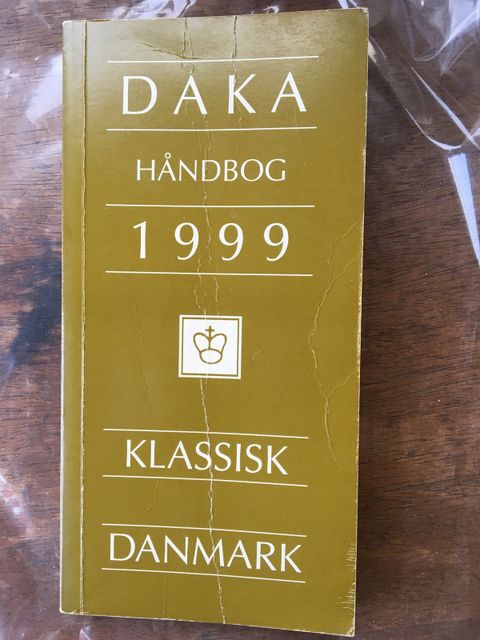 DAKA
HÅNDBOG
1999
KLASSISK
DANMARK